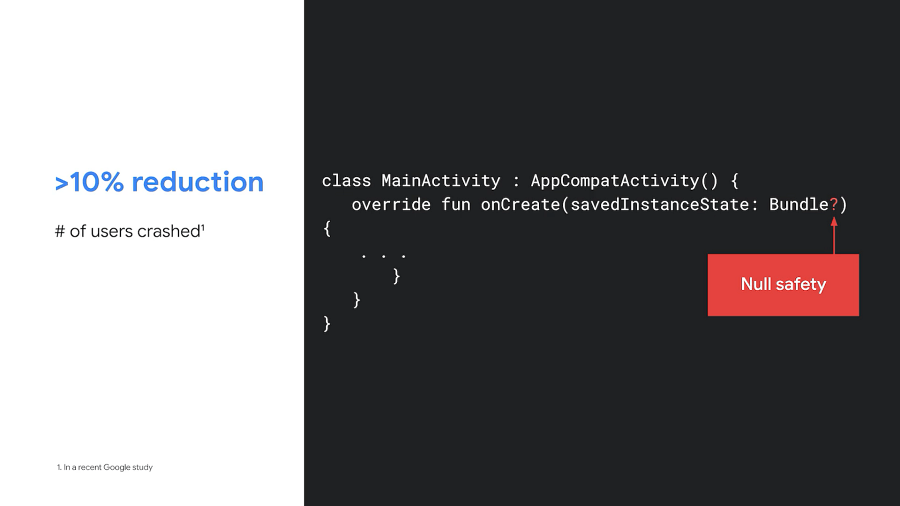 >10% reduction
# of users crashed¹
class MainActivity : AppCompatActivity() {
override fun onCreate(savedInstanceState: Bundle?)
{
. . .
}
}
}
Null safety
1. In a recent Google study